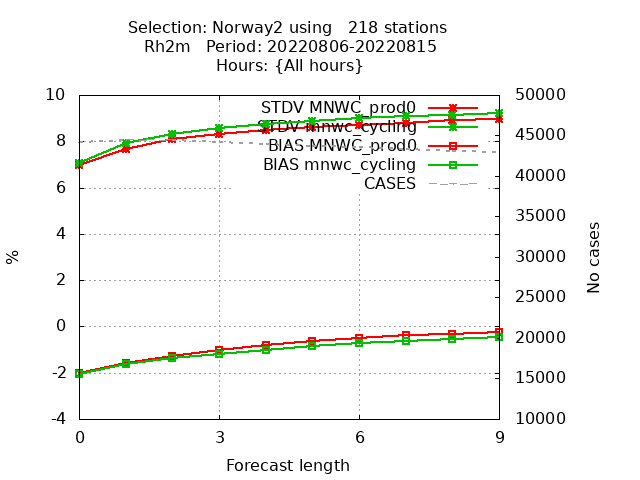 Selection: Norway2 using   218 stations
Rh2m   Period: 20220806-20220815
Hours: {All hours}
10
8
6
4
2
0
-2
-4
%
50000
45000
40000
35000
30000
25000
20000
15000
10000
No cases
STDV MNWC_prod0
STDV mnwc_cycling
BIAS MNWC_prod0
BIAS mnwc_cycling
CASES
0 3 6 9
Forecast length